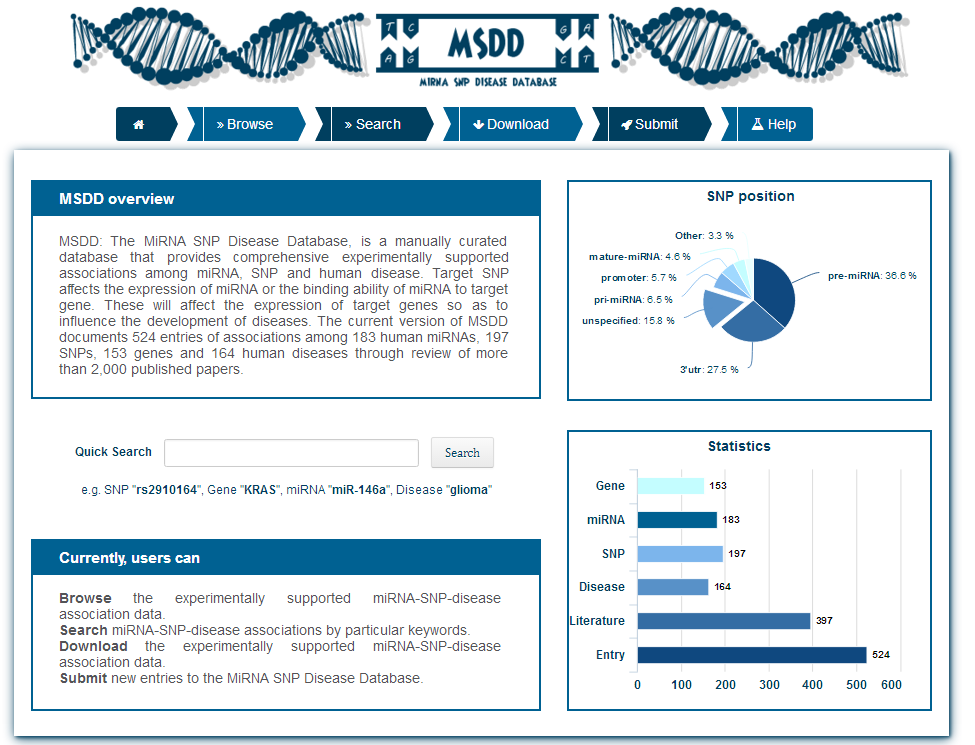 T C G A
MSDD
A G C T
MIRNA SNP DISEASE DATABASE
» Browse
» Search
Download
Submit
Help
MSDD overview
MSDD: The MiRNA SNP Disease Database, is a manually curated
database that provides comprehensive experimentally supported
associations among miRNA, SNP and human disease. Target SNP
affects the expression of miRNA or the binding ability of miRNA to target
gene. These will affect the expression of target genes so as to
influence the development of diseases. The current version of MSDD
documents 524 entries of associations among 183 human miRNAs, 197
SNPs, 153 genes and 164 human diseases through review of more
than 2,000 published papers.
SNP position
Other: 3.3 %
mature-miRNA: 4.6 %
promoter: 5.7 %
pri-miRNA: 6.5 %
unspecified: 15.8 %
pre-miRNA: 36.6 %
3'utr: 27.5 %
Quick Search
Search
e.g. SNP "rs2910164", Gene "KRAS", miRNA "miR-146a", Disease "glioma"
Currently, users can
Browse the experimentally supported miRNA-SNP-disease
association data.
Search miRNA-SNP-disease associations by particular keywords.
Download the experimentally supported miRNA-SNP-disease
association data.
Submit new entries to the MiRNA SNP Disease Database.
Statistics
Gene 153
miRNA 183
SNP 197
Disease 164
Literature 397
Entry 524
0 100 200 300 400 500 600